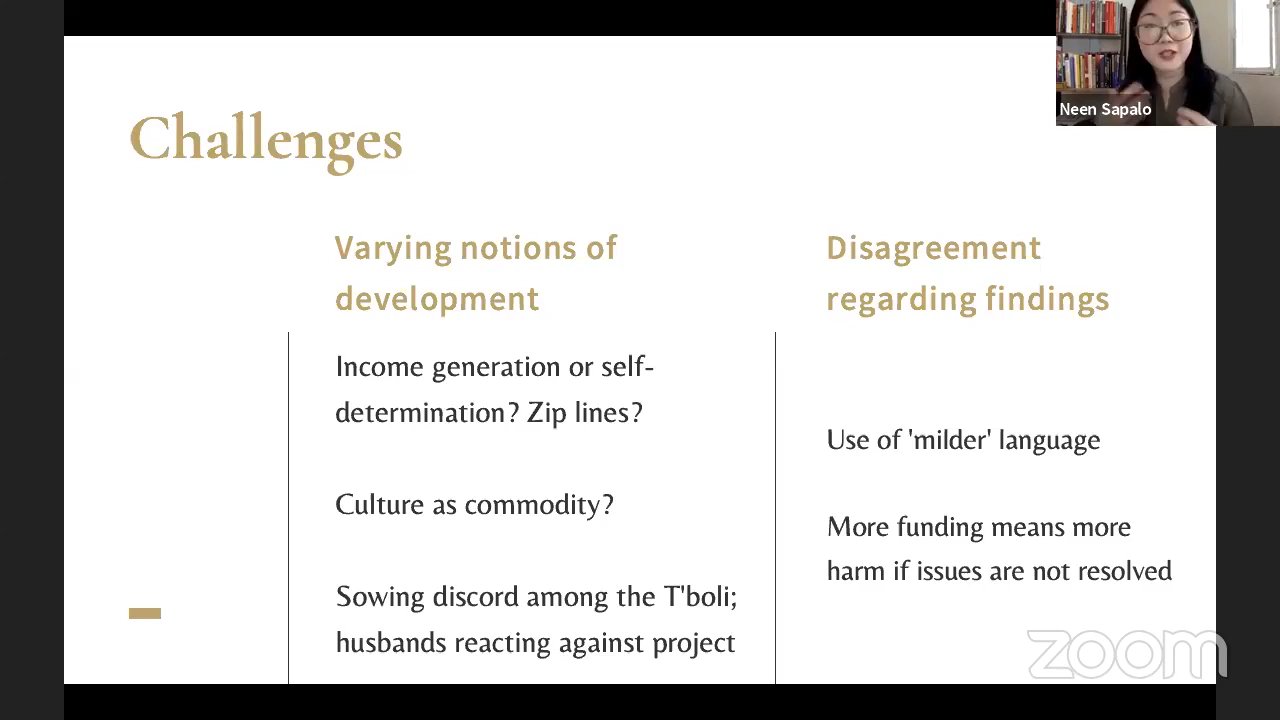 Neen Sapalo
Challenges
Varying notions of
development
Income generation or self-
determination? Zip lines?
Culture as commodity?
Sowing discord among the T'boli;
husbands reacting against project
Disagreement
regarding findings
Use of 'milder' language
More funding means more
harm if issues are not resolved
zoom